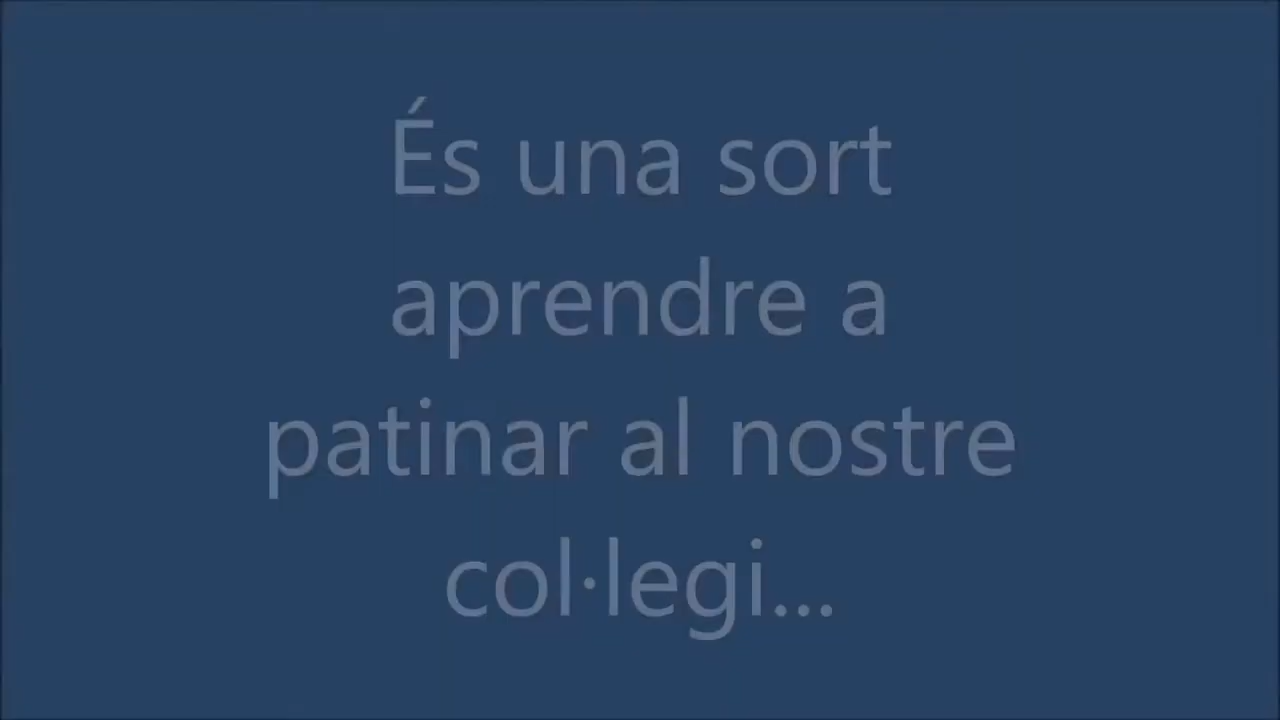 És una sort
aprendre a
patinar al nostre
col·legi...